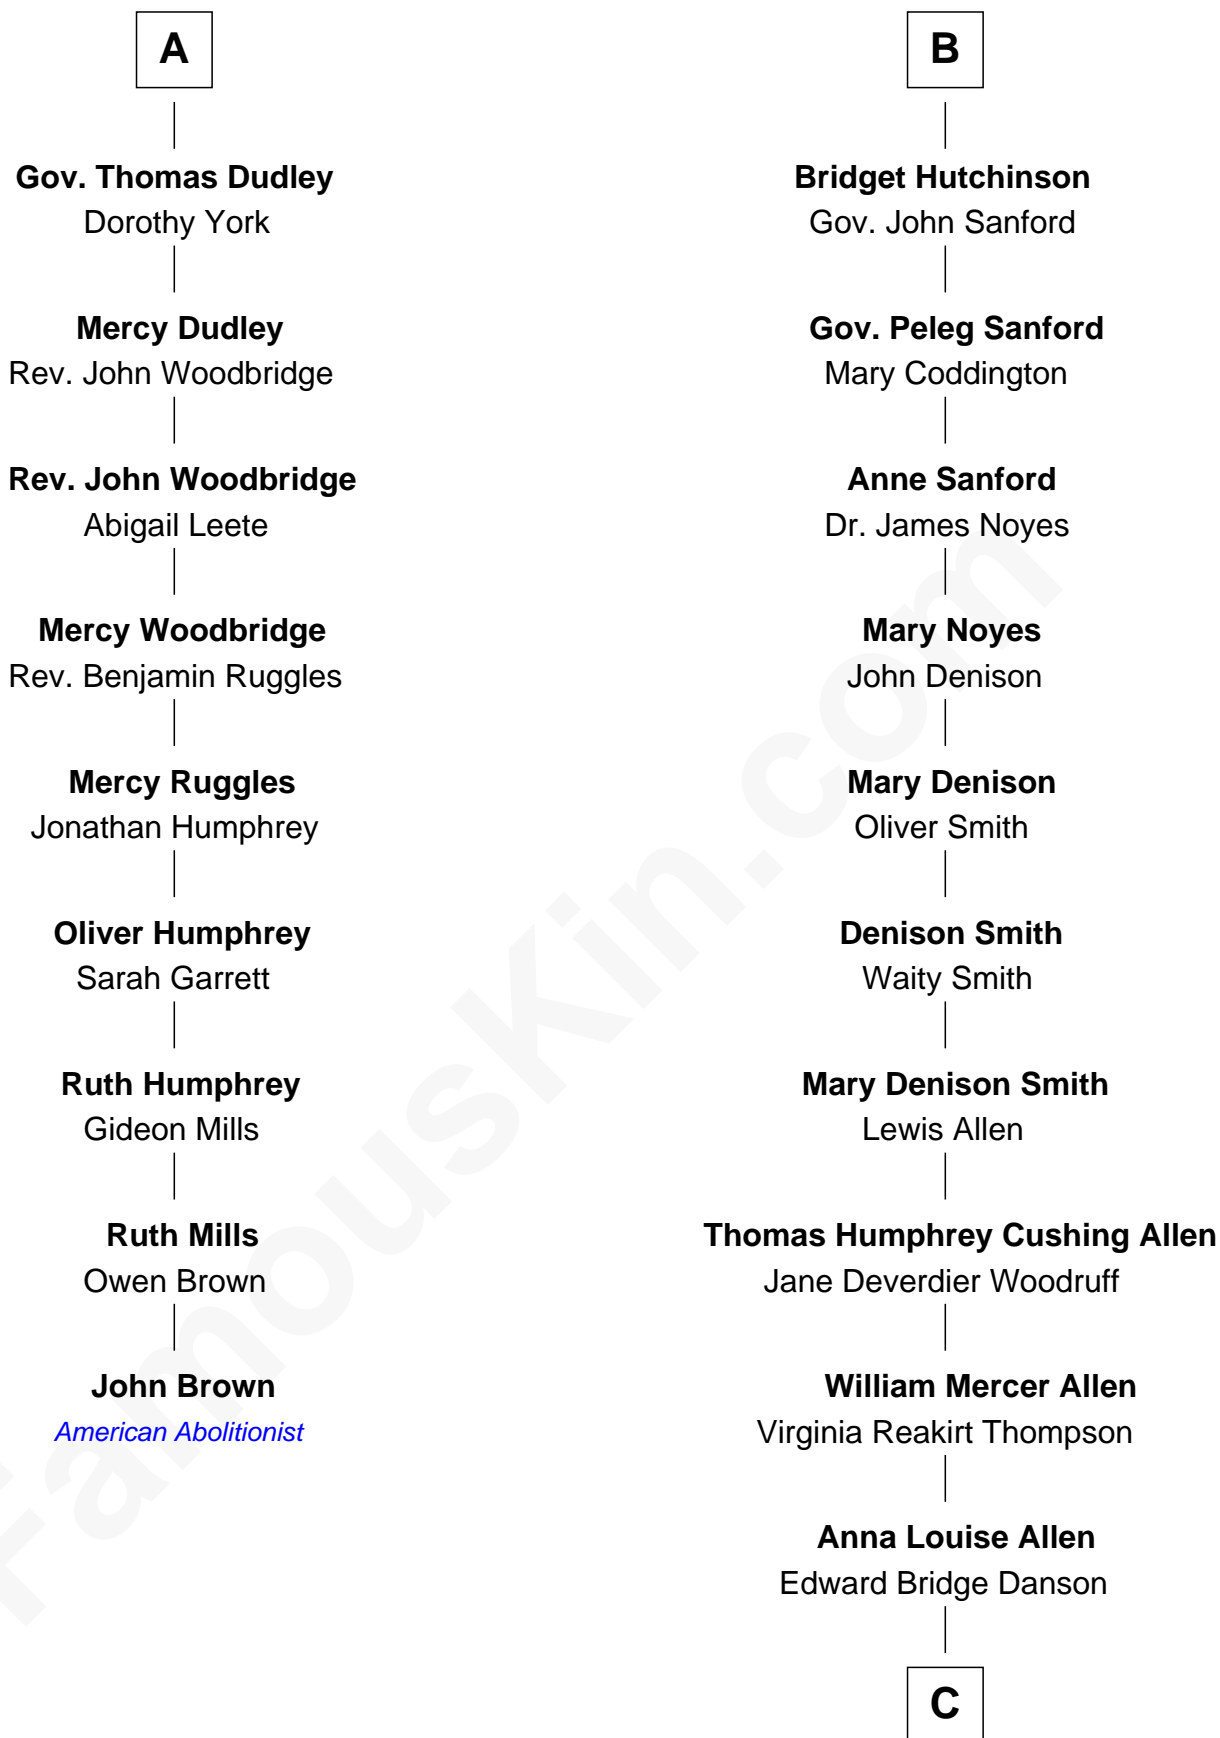 A
Gov. Thomas Dudley
Dorothy York
Mercy Dudley
Rev. John Woodbridge
Rev. John Woodbridge
Abigail Leete
Mercy Woodbridge
Rev. Benjamin Ruggles
Mercy Ruggles
Jonathan Humphrey
Oliver Humphrey
Sarah Garrett
Ruth Humphrey
Gideon Mills
Ruth Mills
Owen Brown
John Brown
American Abolitionist
B
Bridget Hutchinson
Gov. John Sanford
Gov. Peleg Sanford
Mary Coddington
Anne Sanford
Dr. James Noyes
Mary Noyes
John Denison
Mary Denison
Oliver Smith
Denison Smith
Waity Smith
Mary Denison Smith
Lewis Allen
Thomas Humphrey Cushing Allen
Jane Deverdier Woodruff
William Mercer Allen
Virginia Reakirt Thompson
Anna Louise Allen
Edward Bridge Danson
C
FamousKin.com